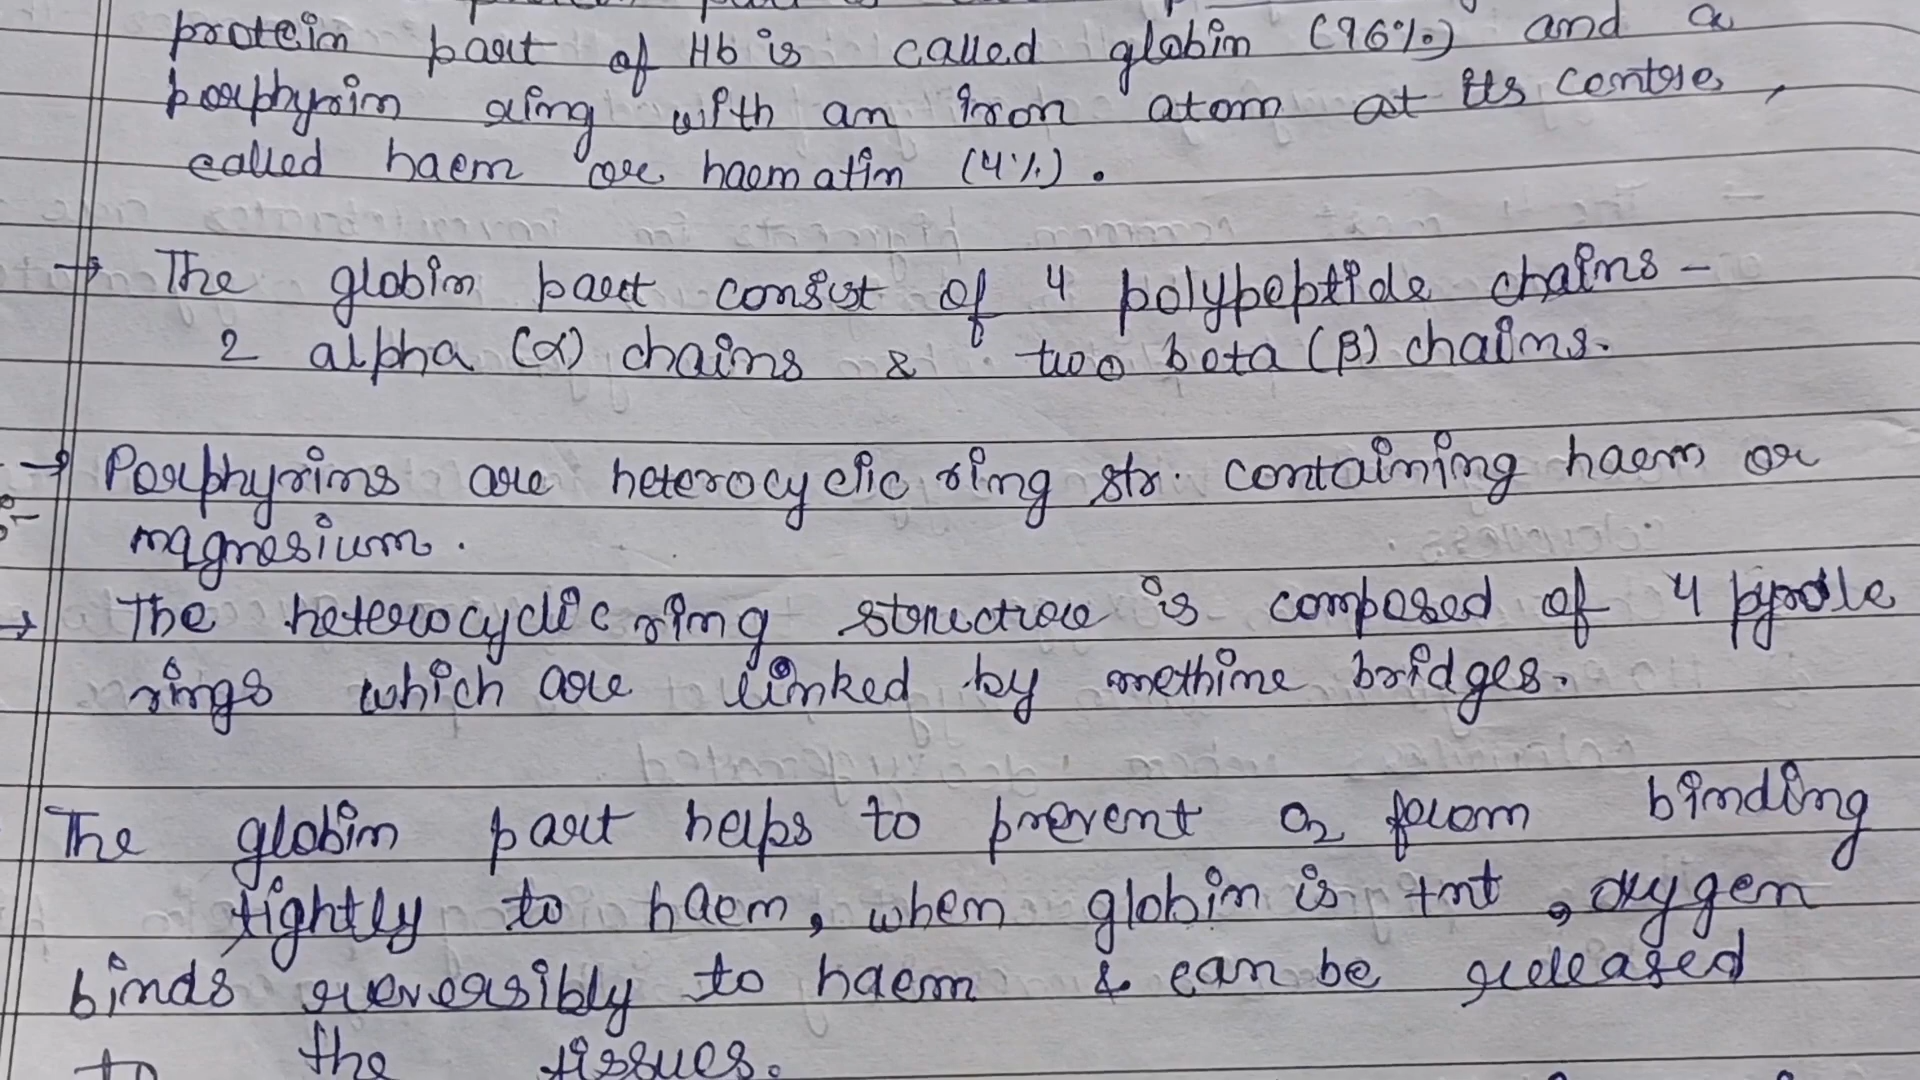 protein part of Hb is called globin (96%) and a
porphyrin ring with an iron atom at its centre,
called haem or haematin (4%).
→ The globin part consist of 4 polypeptide chains -
2 alpha (α) chains & two beta (β) chains.
→ Porphyrins are heterocyclic ring str. containing haem or
magnesium.
→ The heterocyclic ring structure is composed of 4 pyrole
rings which are linked by methine bridges.
The globin part helps to prevent O2 from binding
tightly to haem, when globin is +nt, oxygen
binds reversibly to haem & can be released
to the tissues.